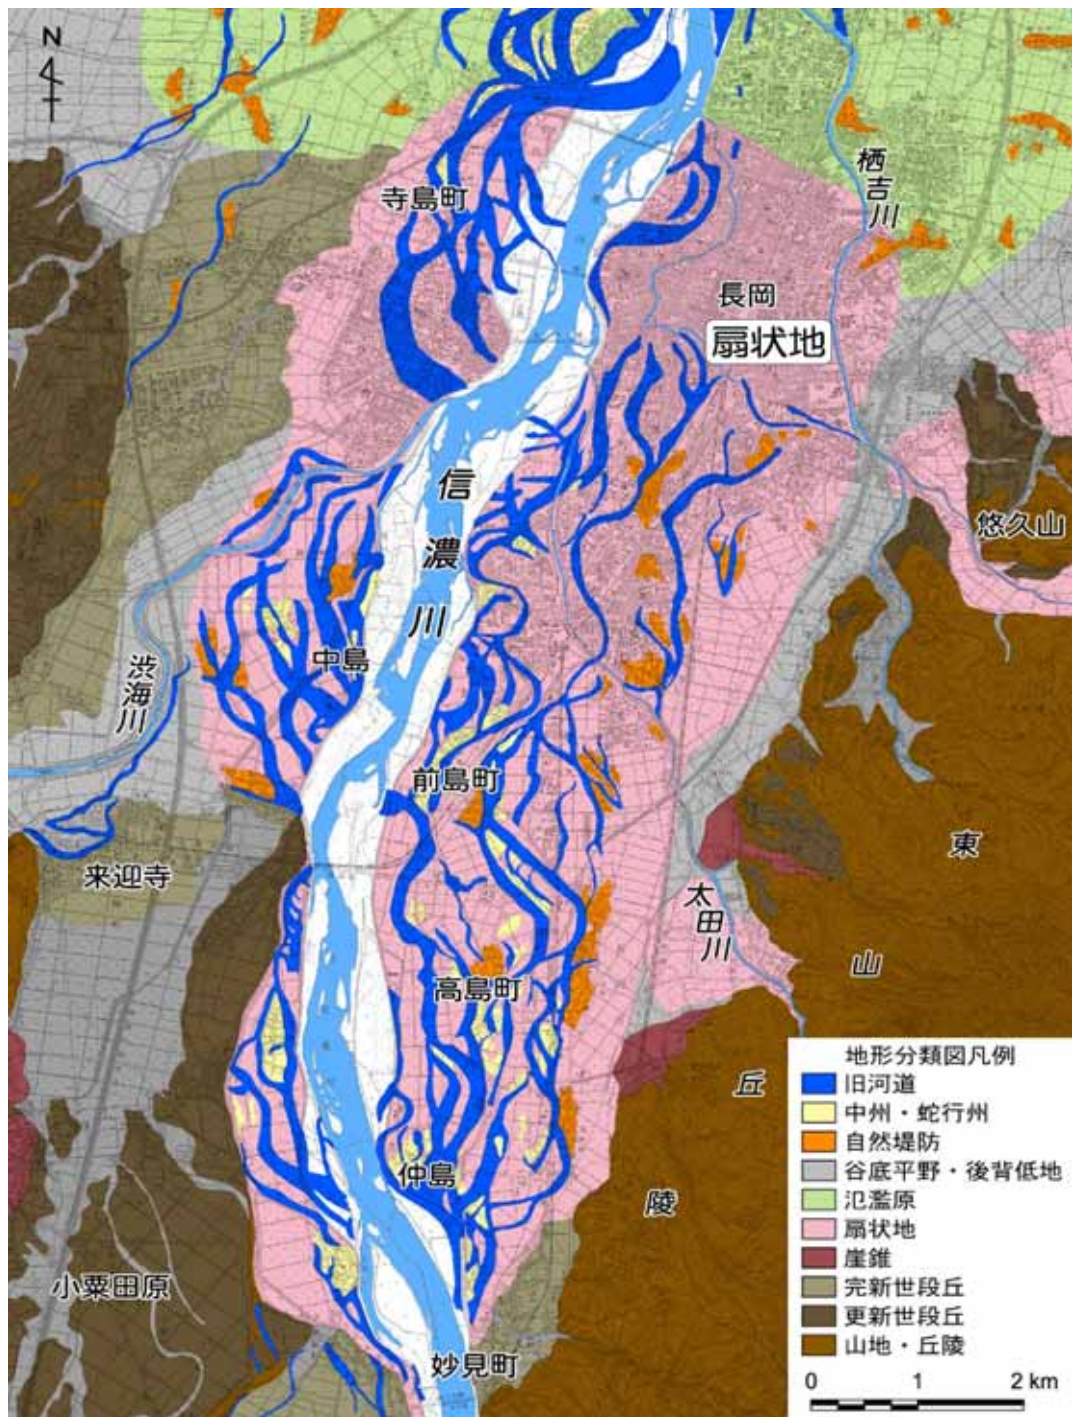 N
寺島町
栖吉川
長岡
扇状地
信濃川
悠久山
中島
渋海川
前島町
来迎寺
太田川
東山丘陵
高島町
仲島
小粟田原
妙見町
地形分類図凡例
旧河道
中州・蛇行州
自然堤防
谷底平野・後背低地
氾濫原
扇状地
崖錐
完新世段丘
更新世段丘
山地・丘陵
0 1 2 km